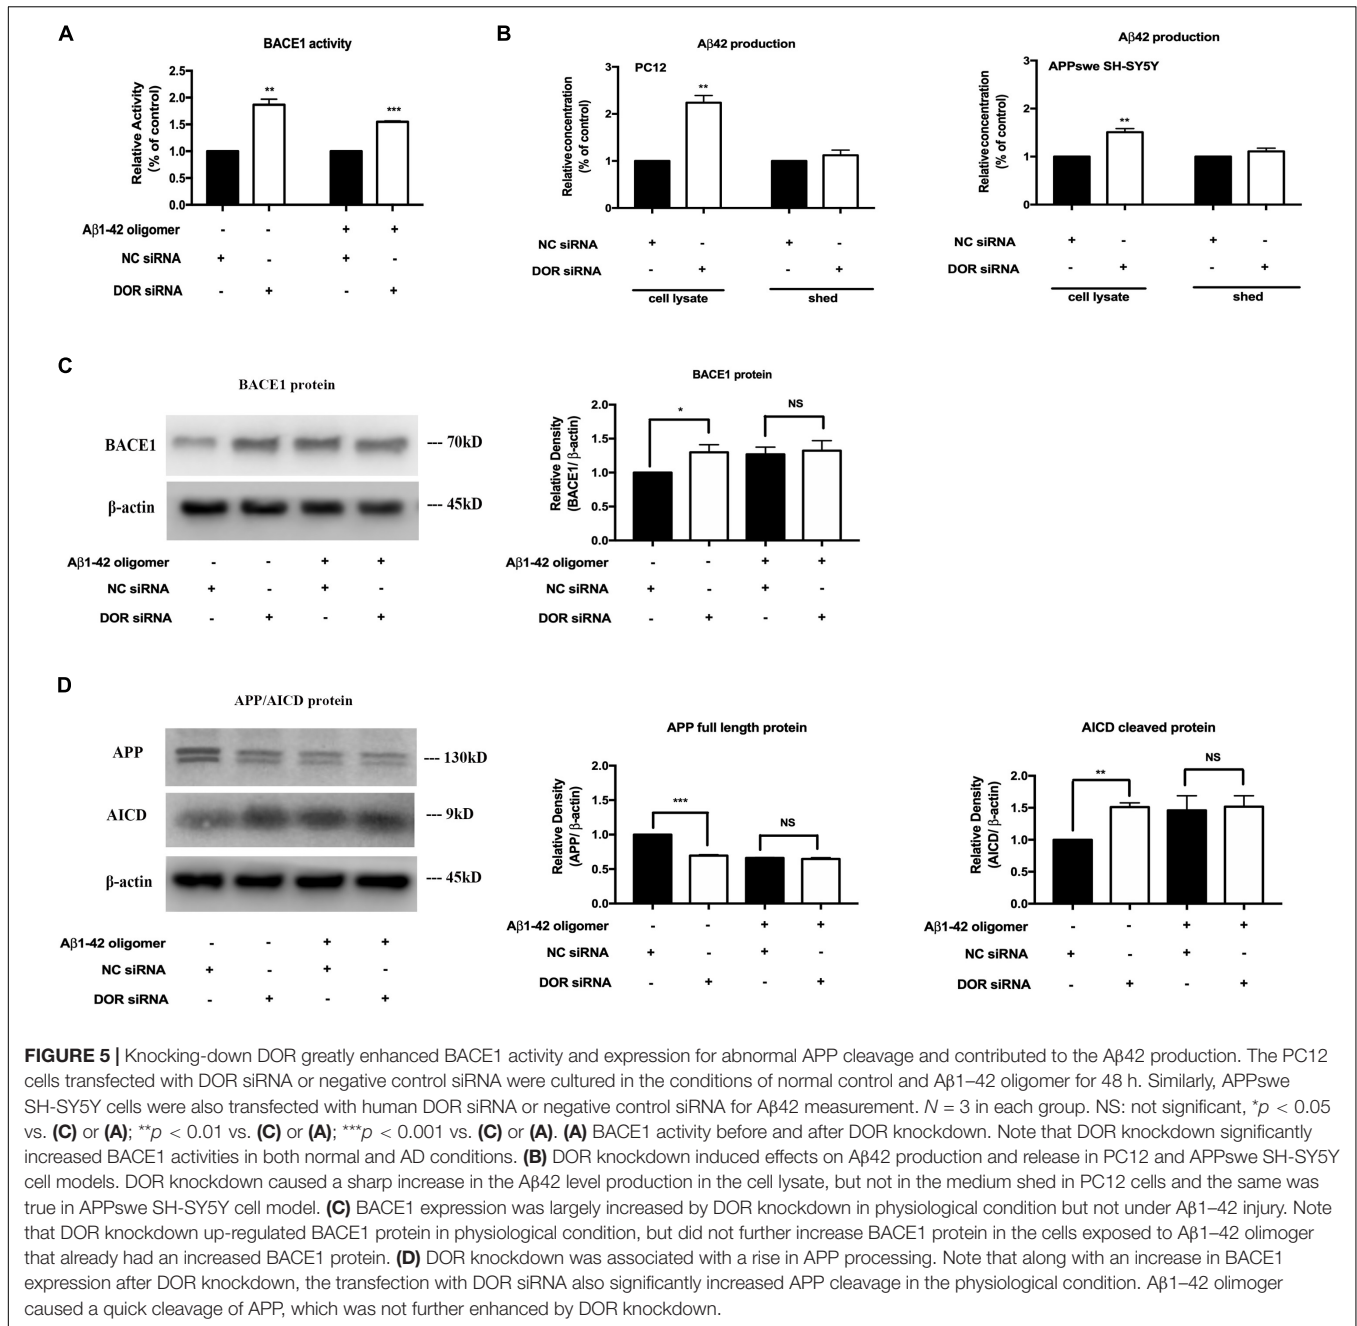 A
BACE1 activity
Relative Activity
(% of control)
2.5
2.0
1.5
1.0
0.5
0.0
**
***
Aβ1-42 oligomer - - + +
NC siRNA + - + -
DOR siRNA - + - +
B
Aβ42 production
PC12
Relative concentration
(% of control)
3
2
1
0
**
NC siRNA + - + -
DOR siRNA - + - +
cell lysate shed
Aβ42 production
APPswe SH-SY5Y
Relative concentration
(% of control)
3
2
1
0
**
NC siRNA + - + -
DOR siRNA - + - +
cell lysate shed
C
BACE1 protein
BACE1 --- 70kD
β-actin --- 45kD
Aβ1-42 oligomer - - + +
NC siRNA + - + -
DOR siRNA - + - +
BACE1 protein
Relative Density
(BACE1/ β-actin)
2.0
1.5
1.0
0.5
0.0
* NS
Aβ1-42 oligomer - - + +
NC siRNA + - + -
DOR siRNA - + - +
D
APP/AICD protein
APP --- 130kD
AICD --- 9kD
β-actin --- 45kD
Aβ1-42 oligomer - - + +
NC siRNA + - + -
DOR siRNA - + - +
APP full length protein
Relative Density
(APP/ β-actin)
2.0
1.5
1.0
0.5
0.0
*** NS
Aβ1-42 oligomer - - + +
NC siRNA + - + -
DOR siRNA - + - +
AICD cleaved protein
Relative Density
(AICD/ β-actin)
2.0
1.5
1.0
0.5
0.0
** NS
Aβ1-42 oligomer - - + +
NC siRNA + - + -
DOR siRNA - + - +
FIGURE 5 | Knocking-down DOR greatly enhanced BACE1 activity and expression for abnormal APP cleavage and contributed to the Aβ42 production. The PC12
cells transfected with DOR siRNA or negative control siRNA were cultured in the conditions of normal control and Aβ1–42 oligomer for 48 h. Similarly, APPswe
SH-SY5Y cells were also transfected with human DOR siRNA or negative control siRNA for Aβ42 measurement. N = 3 in each group. NS: not significant, *p < 0.05
vs. (C) or (A); **p < 0.01 vs. (C) or (A); ***p < 0.001 vs. (C) or (A). (A) BACE1 activity before and after DOR knockdown. Note that DOR knockdown significantly
increased BACE1 activities in both normal and AD conditions. (B) DOR knockdown induced effects on Aβ42 production and release in PC12 and APPswe SH-SY5Y
cell models. DOR knockdown caused a sharp increase in the Aβ42 level production in the cell lysate, but not in the medium shed in PC12 cells and the same was
true in APPswe SH-SY5Y cell model. (C) BACE1 expression was largely increased by DOR knockdown in physiological condition but not under Aβ1–42 injury. Note
that DOR knockdown up-regulated BACE1 protein in physiological condition, but did not further increase BACE1 protein in the cells exposed to Aβ1–42 olimoger
that already had an increased BACE1 protein. (D) DOR knockdown was associated with a rise in APP processing. Note that along with an increase in BACE1
expression after DOR knockdown, the transfection with DOR siRNA also significantly increased APP cleavage in the physiological condition. Aβ1–42 olimoger
caused a quick cleavage of APP, which was not further enhanced by DOR knockdown.